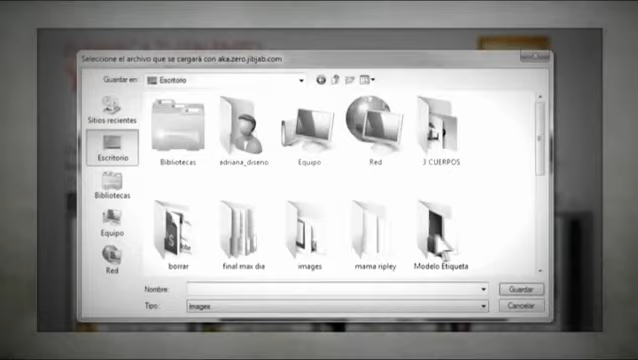 Seleccione el archivo que se cargará con aka.zero.jibjab.com
Guardar en: Escritorio
Sitios recientes
Escritorio
Bibliotecas
Equipo
Red
Bibliotecas
adriana_diseno
Equipo
Red
3 CUERPOS
borrar
final max dia
images
mama ripley
Modelo Etiqueta
Nombre:
Guardar
Tipo: Images
Cancelar